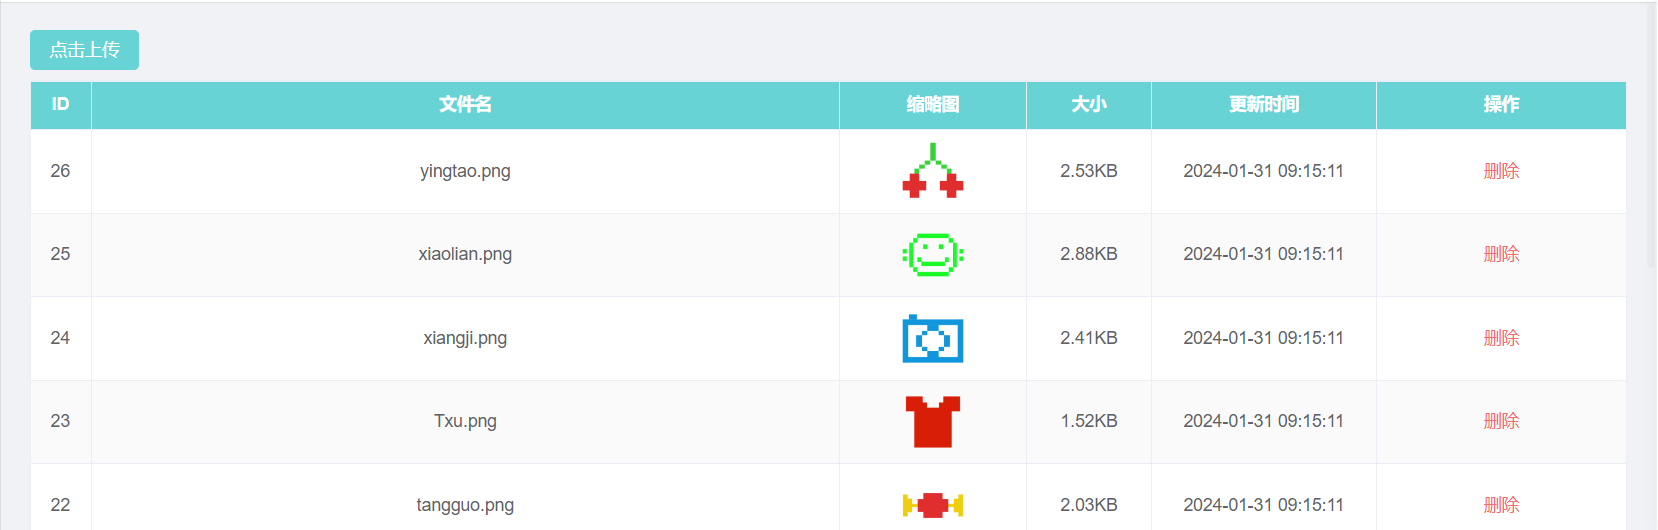 点击上传
ID 文件名 缩略图 大小 更新时间 操作
26 yingtao.png 2.53KB 2024-01-31 09:15:11 删除
25 xiaolian.png 2.88KB 2024-01-31 09:15:11 删除
24 xiangji.png 2.41KB 2024-01-31 09:15:11 删除
23 Txu.png 1.52KB 2024-01-31 09:15:11 删除
22 tangguo.png 2.03KB 2024-01-31 09:15:11 删除